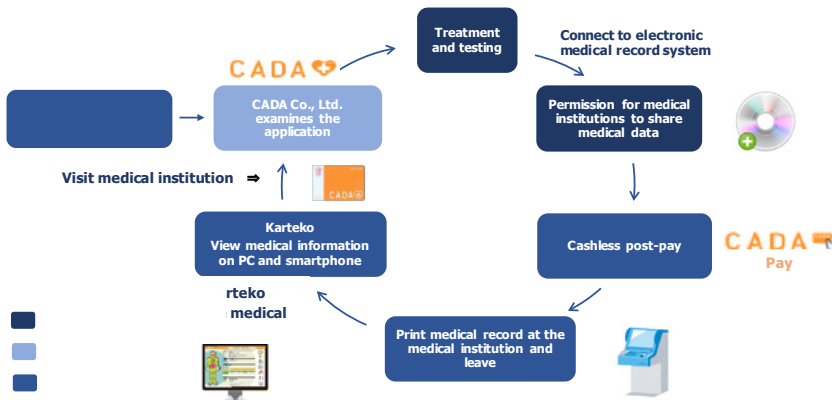 Treatment
and testing
Connect to electronic
medical record system
CADA
CADA Co., Ltd.
examines the
application
Permission for medical
institutions to share
medical data
Visit medical institution ⇒
CADA
Karteko
View medical information
on PC and smartphone
Cashless post-pay
CADA
Pay
rteko
medical
Print medical record at the
medical institution and
leave